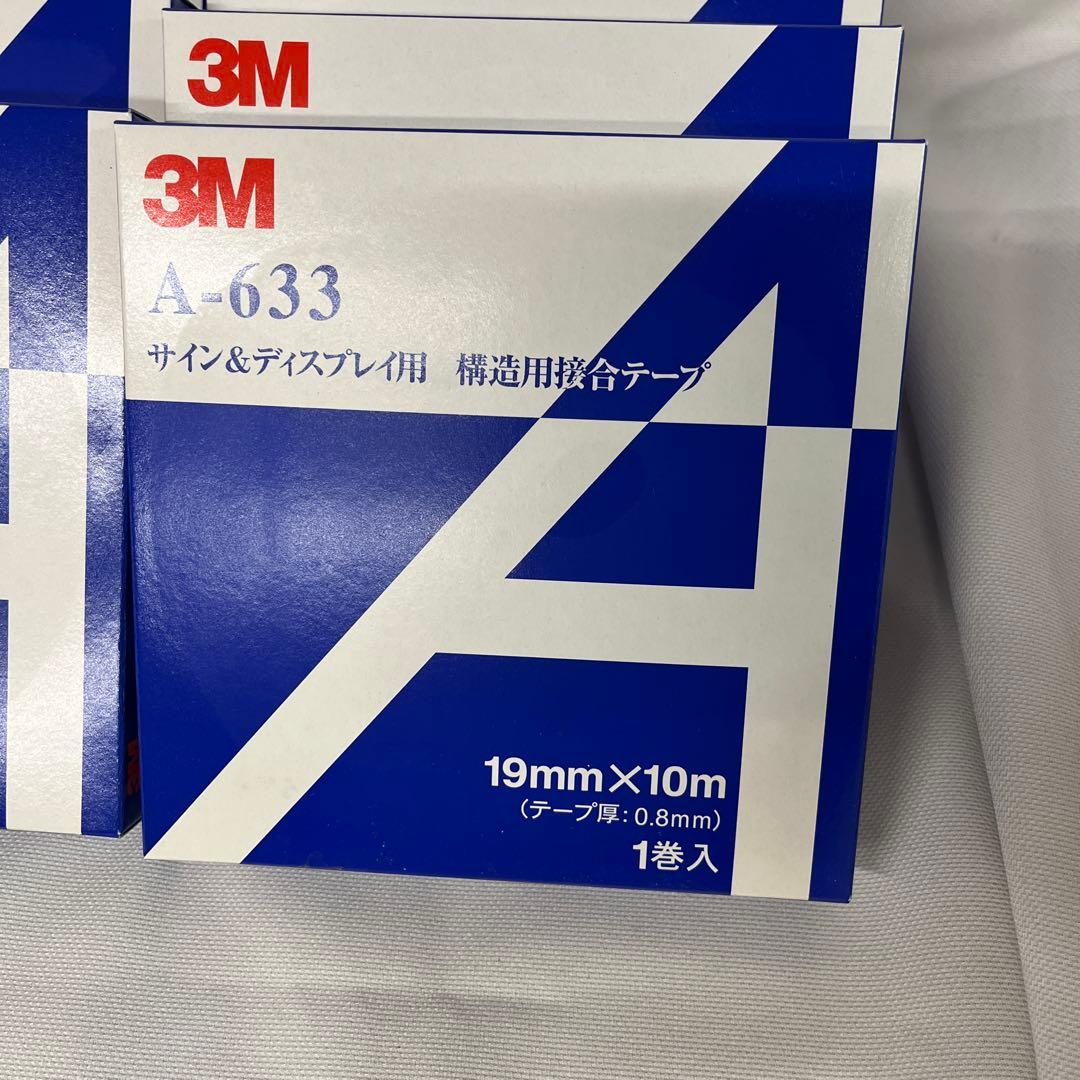 3M
3M
A-633
サイン&ディスプレイ用 構造用接合テープ
19mm×10m
(テープ厚:0.8mm)
1巻入
3M